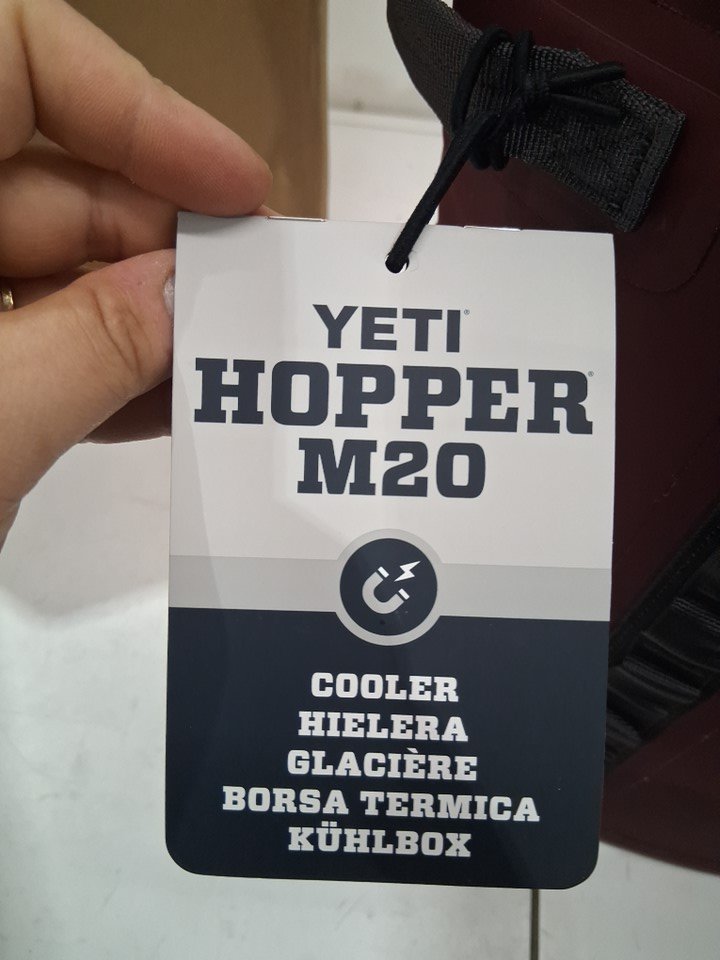 YETI®
HOPPER®
M20
COOLER
HIELERA
GLACIÈRE
BORSA TERMICA
KÜHLBOX